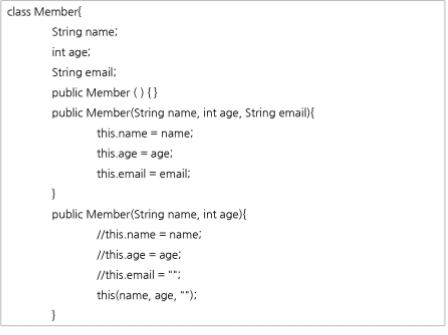 class Member{
String name;
int age;
String email;
public Member ( ) { }
public Member(String name, int age, String email){
this.name = name;
this.age = age;
this.email = email;
}
public Member(String name, int age){
//this.name = name;
//this.age = age;
//this.email = "";
this(name, age, "");
}